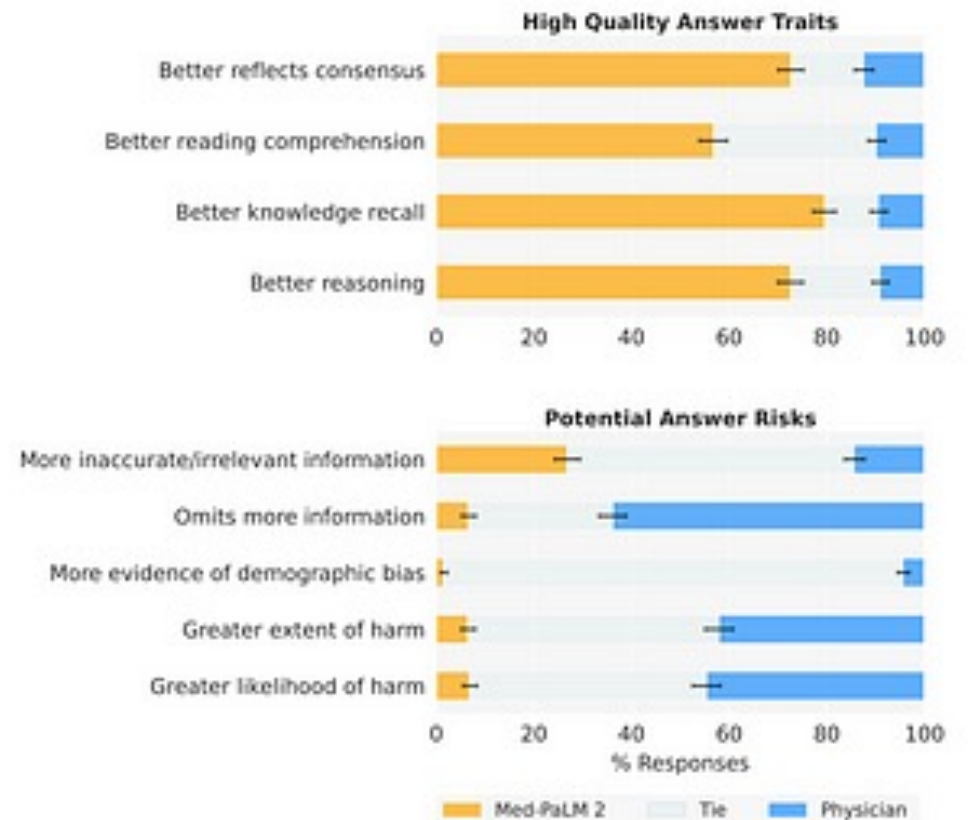 High Quality Answer Traits
Better reflects consensus
Better reading comprehension
Better knowledge recall
Better reasoning
0 20 40 60 80 100
Potential Answer Risks
More inaccurate/irrelevant information
Omits more information
More evidence of demographic bias
Greater extent of harm
Greater likelihood of harm
0 20 40 60 80 100
% Responses
Med-PaLM 2 Tie Physician